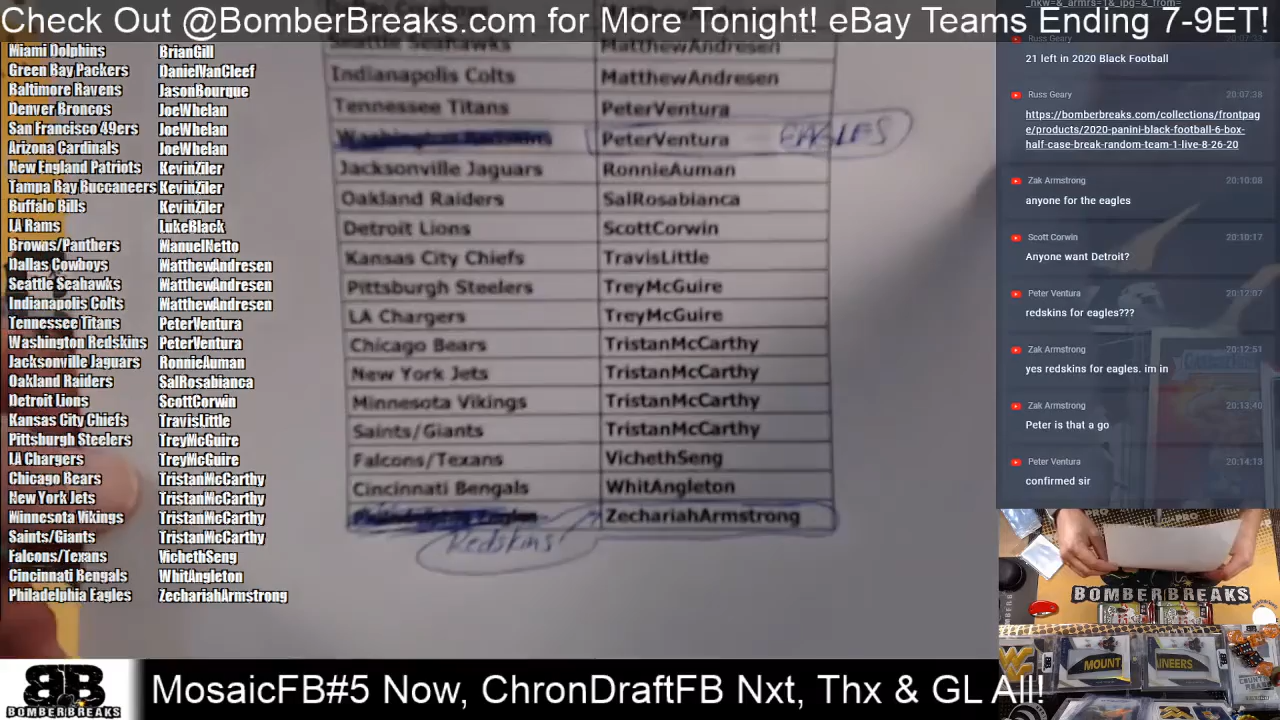 Check Out @BomberBreaks.com for More Tonight! eBay Teams Ending 7-9ET!
Miami Dolphins BrianGill
Green Bay Packers DanielVanCleef
Baltimore Ravens JasonBourque
Denver Broncos JoeWhelan
San Francisco 49ers JoeWhelan
Arizona Cardinals JoeWhelan
New England Patriots KevinZiler
Tampa Bay Buccaneers KevinZiler
Buffalo Bills KevinZiler
LA Rams LukeBlack
Browns/Panthers ManuelNetto
Dallas Cowboys MatthewAndresen
Seattle Seahawks MatthewAndresen
Indianapolis Colts MatthewAndresen
Tennessee Titans PeterVentura
Washington Redskins PeterVentura
Jacksonville Jaguars RonnieAuman
Oakland Raiders SalRosabianca
Detroit Lions ScottCorwin
Kansas City Chiefs TravisLittle
Pittsburgh Steelers TreyMcGuire
LA Chargers TreyMcGuire
Chicago Bears TristanMcCarthy
New York Jets TristanMcCarthy
Minnesota Vikings TristanMcCarthy
Saints/Giants TristanMcCarthy
Falcons/Texans VichethSeng
Cincinnati Bengals WhitAngleton
Philadelphia Eagles ZechariahArmstrong
Seattle Seahawks MatthewAndresen
Indianapolis Colts MatthewAndresen
Tennessee Titans PeterVentura
PeterVentura EAGLES
Jacksonville Jaguars RonnieAuman
Oakland Raiders SalRosabianca
Detroit Lions ScottCorwin
Kansas City Chiefs TravisLittle
Pittsburgh Steelers TreyMcGuire
LA Chargers TreyMcGuire
Chicago Bears TristanMcCarthy
New York Jets TristanMcCarthy
Minnesota Vikings TristanMcCarthy
Saints/Giants TristanMcCarthy
Falcons/Texans VichethSeng
Cincinnati Bengals WhitAngleton
ZechariahArmstrong
Redskins
_nkw=&_armrs=1&_ipg=&_from=
Russ Geary
21 left in 2020 Black Football
Russ Geary 20:07:38
https://bomberbreaks.com/collections/frontpag
e/products/2020-panini-black-football-6-box-
half-case-break-random-team-1-live-8-26-20
Zak Armstrong 20:10:08
anyone for the eagles
Scott Corwin 20:10:17
Anyone want Detroit?
Peter Ventura 20:12:07
redskins for eagles???
Zak Armstrong 20:12:51
yes redskins for eagles. im in
Zak Armstrong 20:13:40
Peter is that a go
Peter Ventura 20:14:13
confirmed sir
BOMBERBREAKS
MOUNT AINEERS
BB
BOMBERBREAKS
MosaicFB#5 Now, ChronDraftFB Nxt, Thx & GL All!